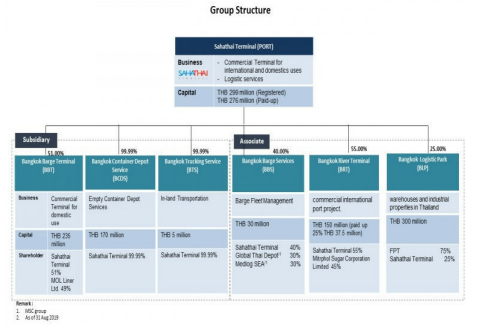 Group Structure
Sahathai Terminal (PORT)
Business
- Commercial Terminal for international and domestics uses
- Logistic services
SAHATHAI
Capital
THB 299 million (Registered)
THB 276 million (Paid-up)
Subsidiary
Associate
51.00%
99.99%
99.99%
40.00%
55.00%
25.00%
Bangkok Barge Terminal
(BBT)
Bangkok Container Depot
Service
(BCDS)
Bangkok Tracking Service
(BTS)
Bangkok Barge Services
(BBS)
Bangkok River Terminal
(BRT)
Bangkok Logistic Park
(BLP)
Business
Commercial
Terminal for
domestic
use
Empty Container Depot
Services
In-land Transportation
Barge Fleet Management
commercial international
port project.
warehouses and industrial
properties in Thailand
Capital
THB 235
million
THB 170 million
THB 5 million
THB 30 million
THB 150 million (paid up
25% THB 37.5 million)
THB 300 million
Shareholder
Sahathai
Terminal
51%
MOL Liner
Ltd. 49%
Sahathai Terminal 99.99%
Sahathai Terminal 99.99%
Sahathai Terminal 40%
Global Thai Depot 30%
Medlog SEA 30%
Sahathai Terminal 55%
Mitrphol Sugar Corporation
Limited 45%
FPT 75%
Sahathai Terminal 25%
Remark :
1. MSC group
2. As of 31 Aug 2019